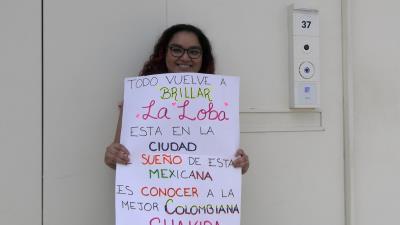 37
TODO VUELVE A
BRILLAR
La Loba
ESTA EN LA
CIUDAD
SUEÑO DE ESTA
MEXICANA
ES CONOCER A LA
MEJOR COLOMBIANA
SHAKIRA